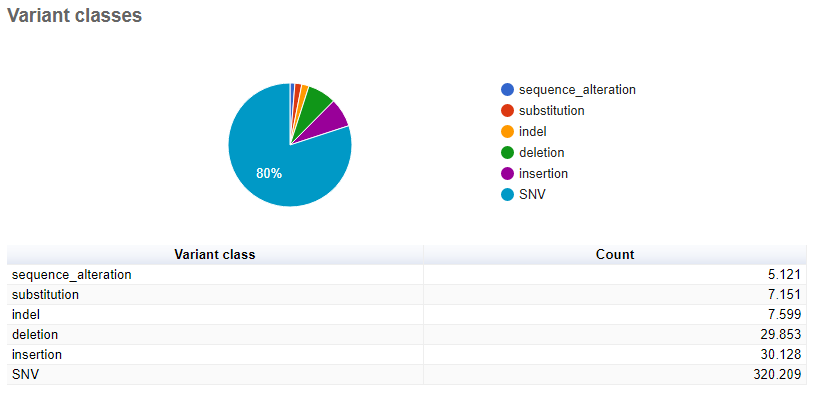 Variant classes
80%
sequence_alteration
substitution
indel
deletion
insertion
SNV
Variant class Count
sequence_alteration 5.121
substitution 7.151
indel 7.599
deletion 29.853
insertion 30.128
SNV 320.209